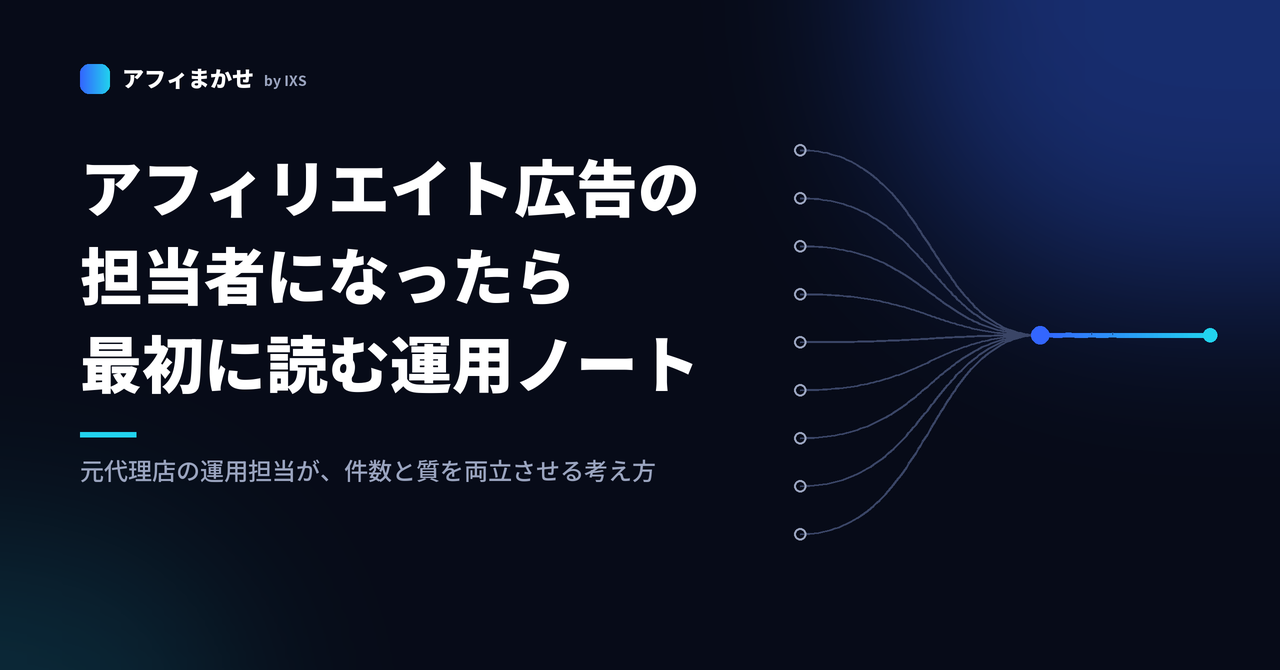 アフィまかせ by IXS
アフィリエイト広告の
担当者になったら
最初に読む運用ノート
元代理店の運用担当が、件数と質を両立させる考え方